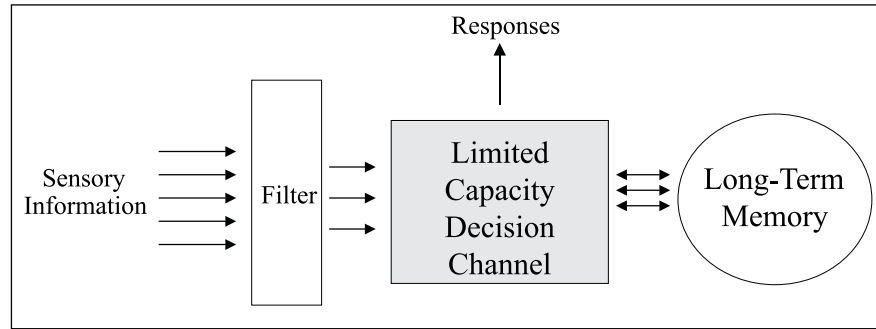 Responses
Sensory
Information
Filter
Limited
Capacity
Decision
Channel
Long-Term
Memory